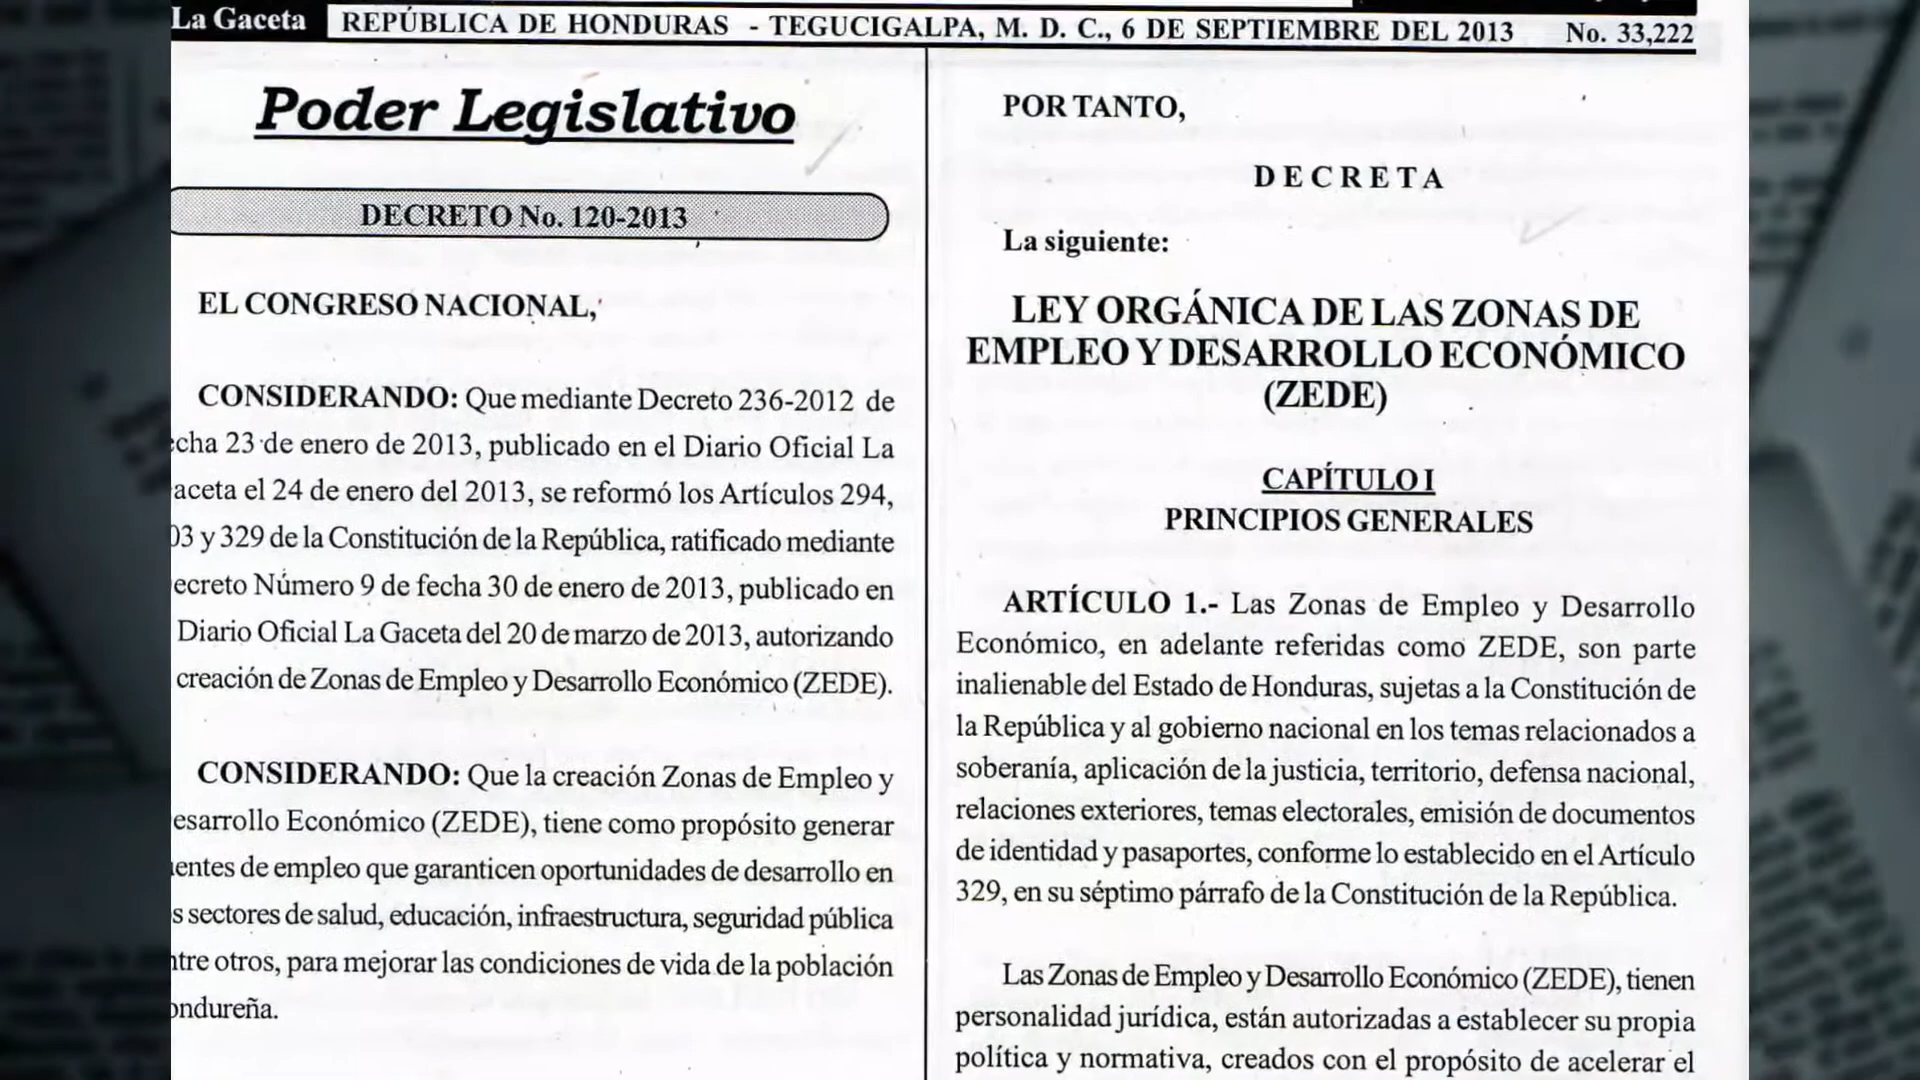 La Gaceta REPÚBLICA DE HONDURAS - TEGUCIGALPA, M. D. C., 6 DE SEPTIEMBRE DEL 2013 No. 33,222
Poder Legislativo
DECRETO No. 120-2013
EL CONGRESO NACIONAL,
CONSIDERANDO: Que mediante Decreto 236-2012 de
echa 23 de enero de 2013, publicado en el Diario Oficial La
aceta el 24 de enero del 2013, se reformó los Artículos 294,
03 y 329 de la Constitución de la República, ratificado mediante
ecreto Número 9 de fecha 30 de enero de 2013, publicado en
Diario Oficial La Gaceta del 20 de marzo de 2013, autorizando
creación de Zonas de Empleo y Desarrollo Económico (ZEDE).
CONSIDERANDO: Que la creación Zonas de Empleo y
esarrollo Económico (ZEDE), tiene como propósito generar
entes de empleo que garanticen oportunidades de desarrollo en
s sectores de salud, educación, infraestructura, seguridad pública
ntre otros, para mejorar las condiciones de vida de la población
ondureña.
POR TANTO,
DECRETA
La siguiente:
LEY ORGÁNICA DE LAS ZONAS DE
EMPLEO Y DESARROLLO ECONÓMICO
(ZEDE)
CAPÍTULO I
PRINCIPIOS GENERALES
ARTÍCULO 1.- Las Zonas de Empleo y Desarrollo
Económico, en adelante referidas como ZEDE, son parte
inalienable del Estado de Honduras, sujetas a la Constitución de
la República y al gobierno nacional en los temas relacionados a
soberanía, aplicación de la justicia, territorio, defensa nacional,
relaciones exteriores, temas electorales, emisión de documentos
de identidad y pasaportes, conforme lo establecido en el Artículo
329, en su séptimo párrafo de la Constitución de la República.
Las Zonas de Empleo y Desarrollo Económico (ZEDE), tienen
personalidad jurídica, están autorizadas a establecer su propia
política y normativa, creados con el propósito de acelerar el